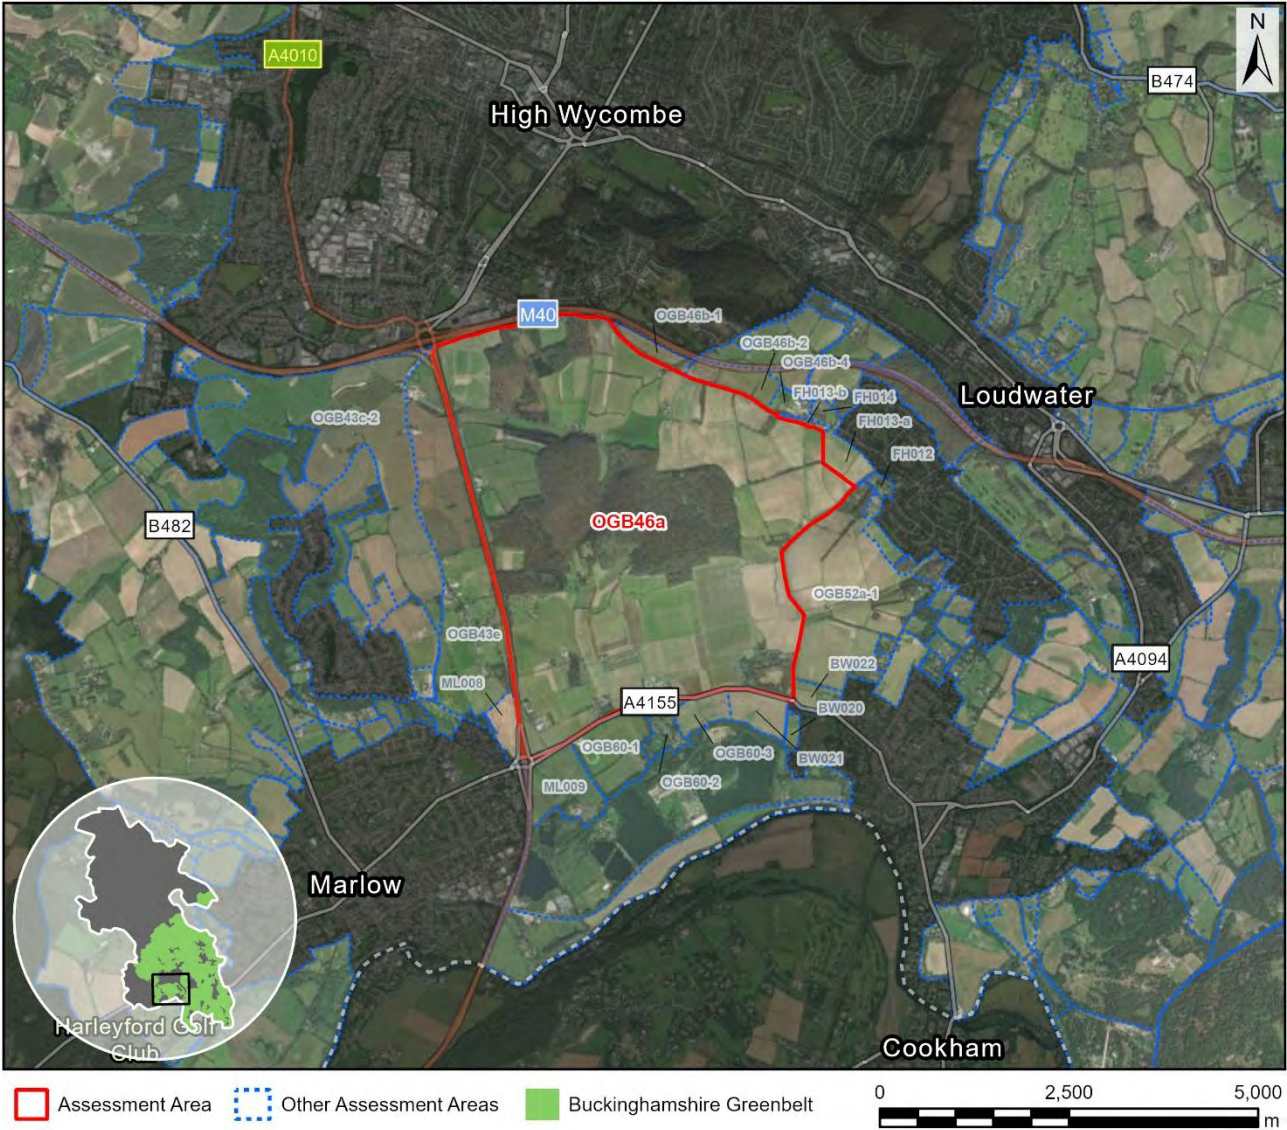 N
A4010
B474
High Wycombe
M40
OGB46b-1
OGB46b-2
OGB46b-4
FH013-b
FH014
Loudwater
OGB43c-2
FH013-a
FH012
B482
OGB46a
OGB52a-1
OGB43e
A4094
BW022
ML008
A4155
BW020
OGB60-1
OGB60-3
BW021
OGB60-2
ML009
Marlow
Harleyford Golf
Club
Cookham
Assessment Area
Other Assessment Areas
Buckinghamshire Greenbelt
0 2,500 5,000
m